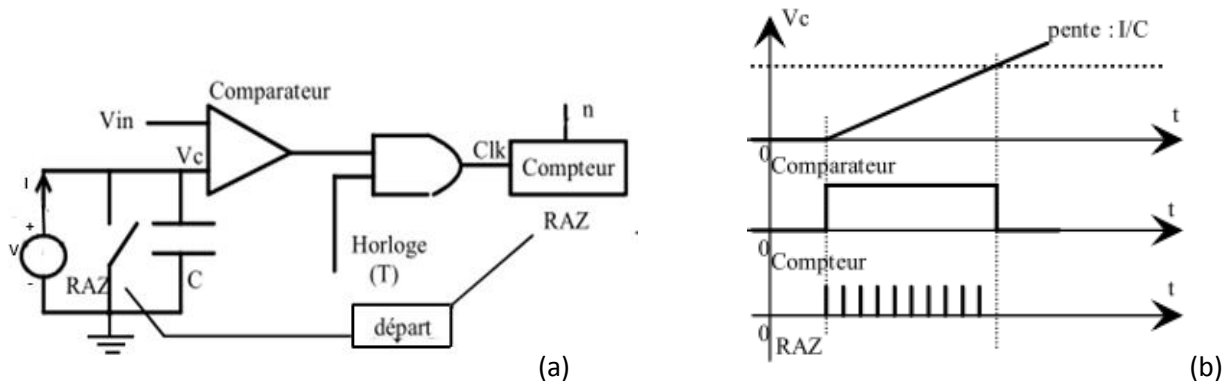 Comparateur
Vin
Vc
I
+
V
-
RAZ
C
Horloge
(T)
départ
Clk
n
Compteur
RAZ
(a)
Vc
pente : I/C
t
0
Comparateur
t
0
Compteur
t
0
RAZ
(b)